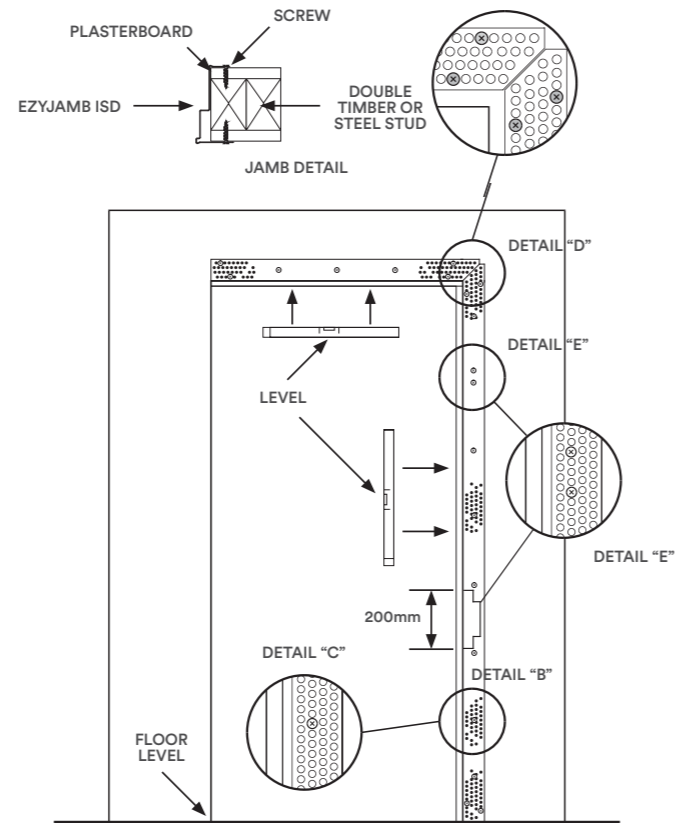 SCREW
PLASTERBOARD
EZYJAMB ISD
DOUBLE
TIMBER OR
STEEL STUD
JAMB DETAIL
DETAIL “D”
DETAIL “E”
LEVEL
DETAIL “E”
200mm
DETAIL “C”
DETAIL “B”
FLOOR
LEVEL